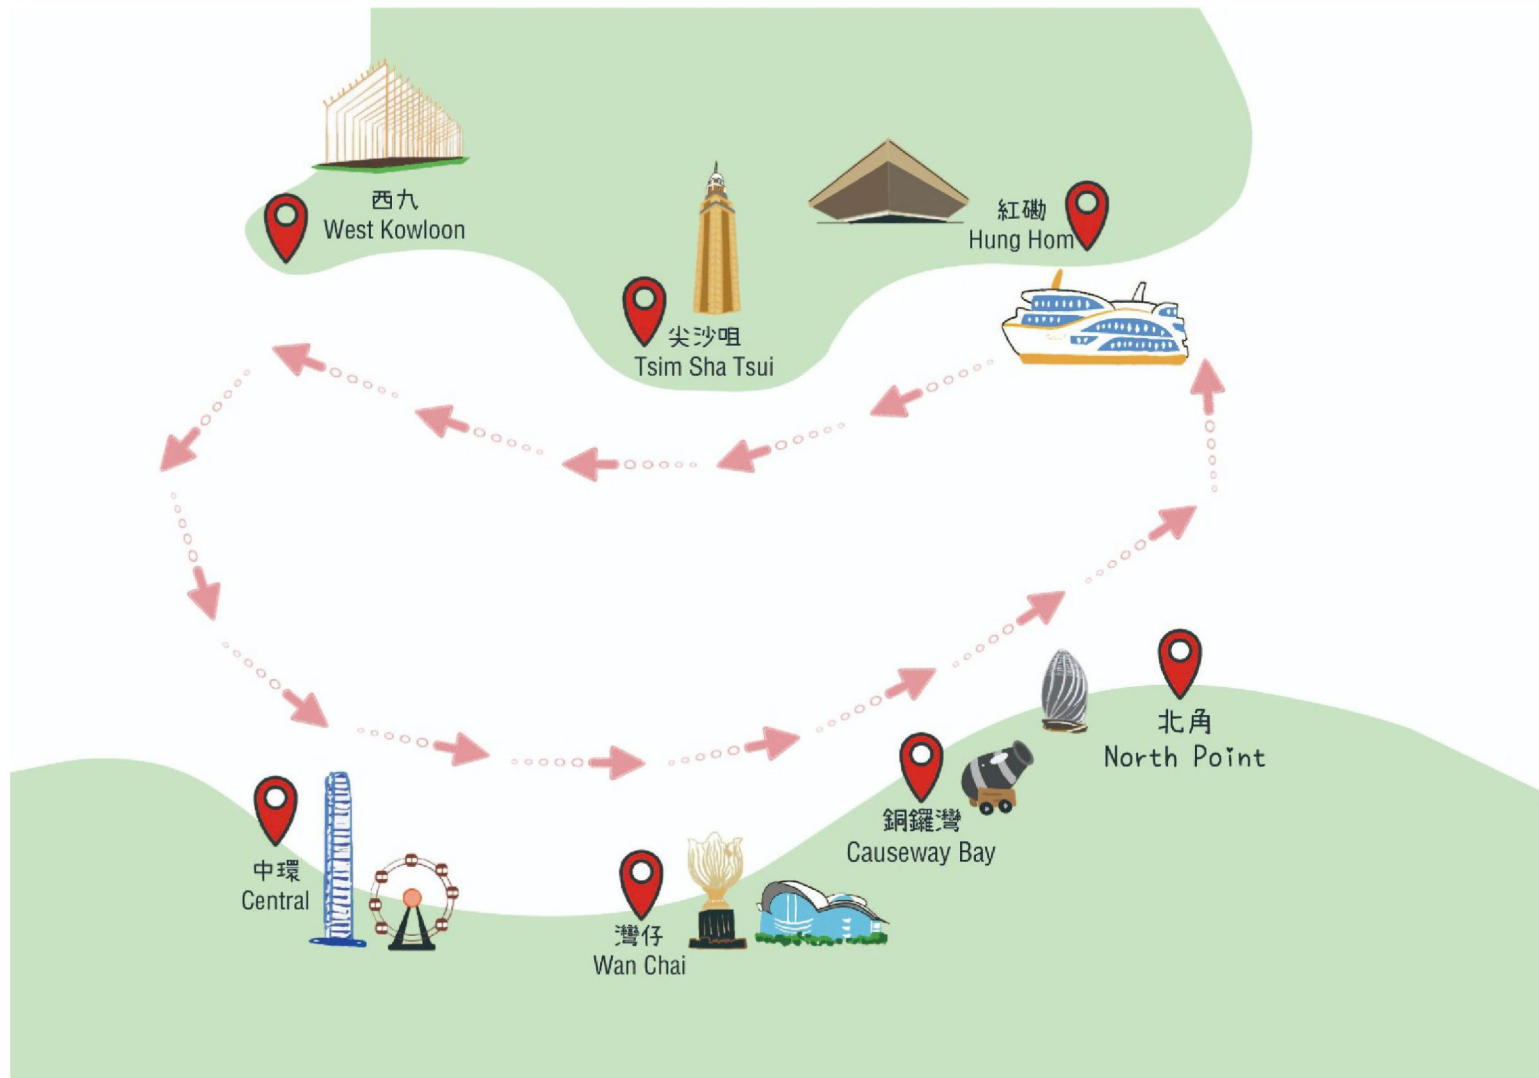 西九
West Kowloon
尖沙咀
Tsim Sha Tsui
紅磡
Hung Hom
中環
Central
灣仔
Wan Chai
銅鑼灣
Causeway Bay
北角
North Point